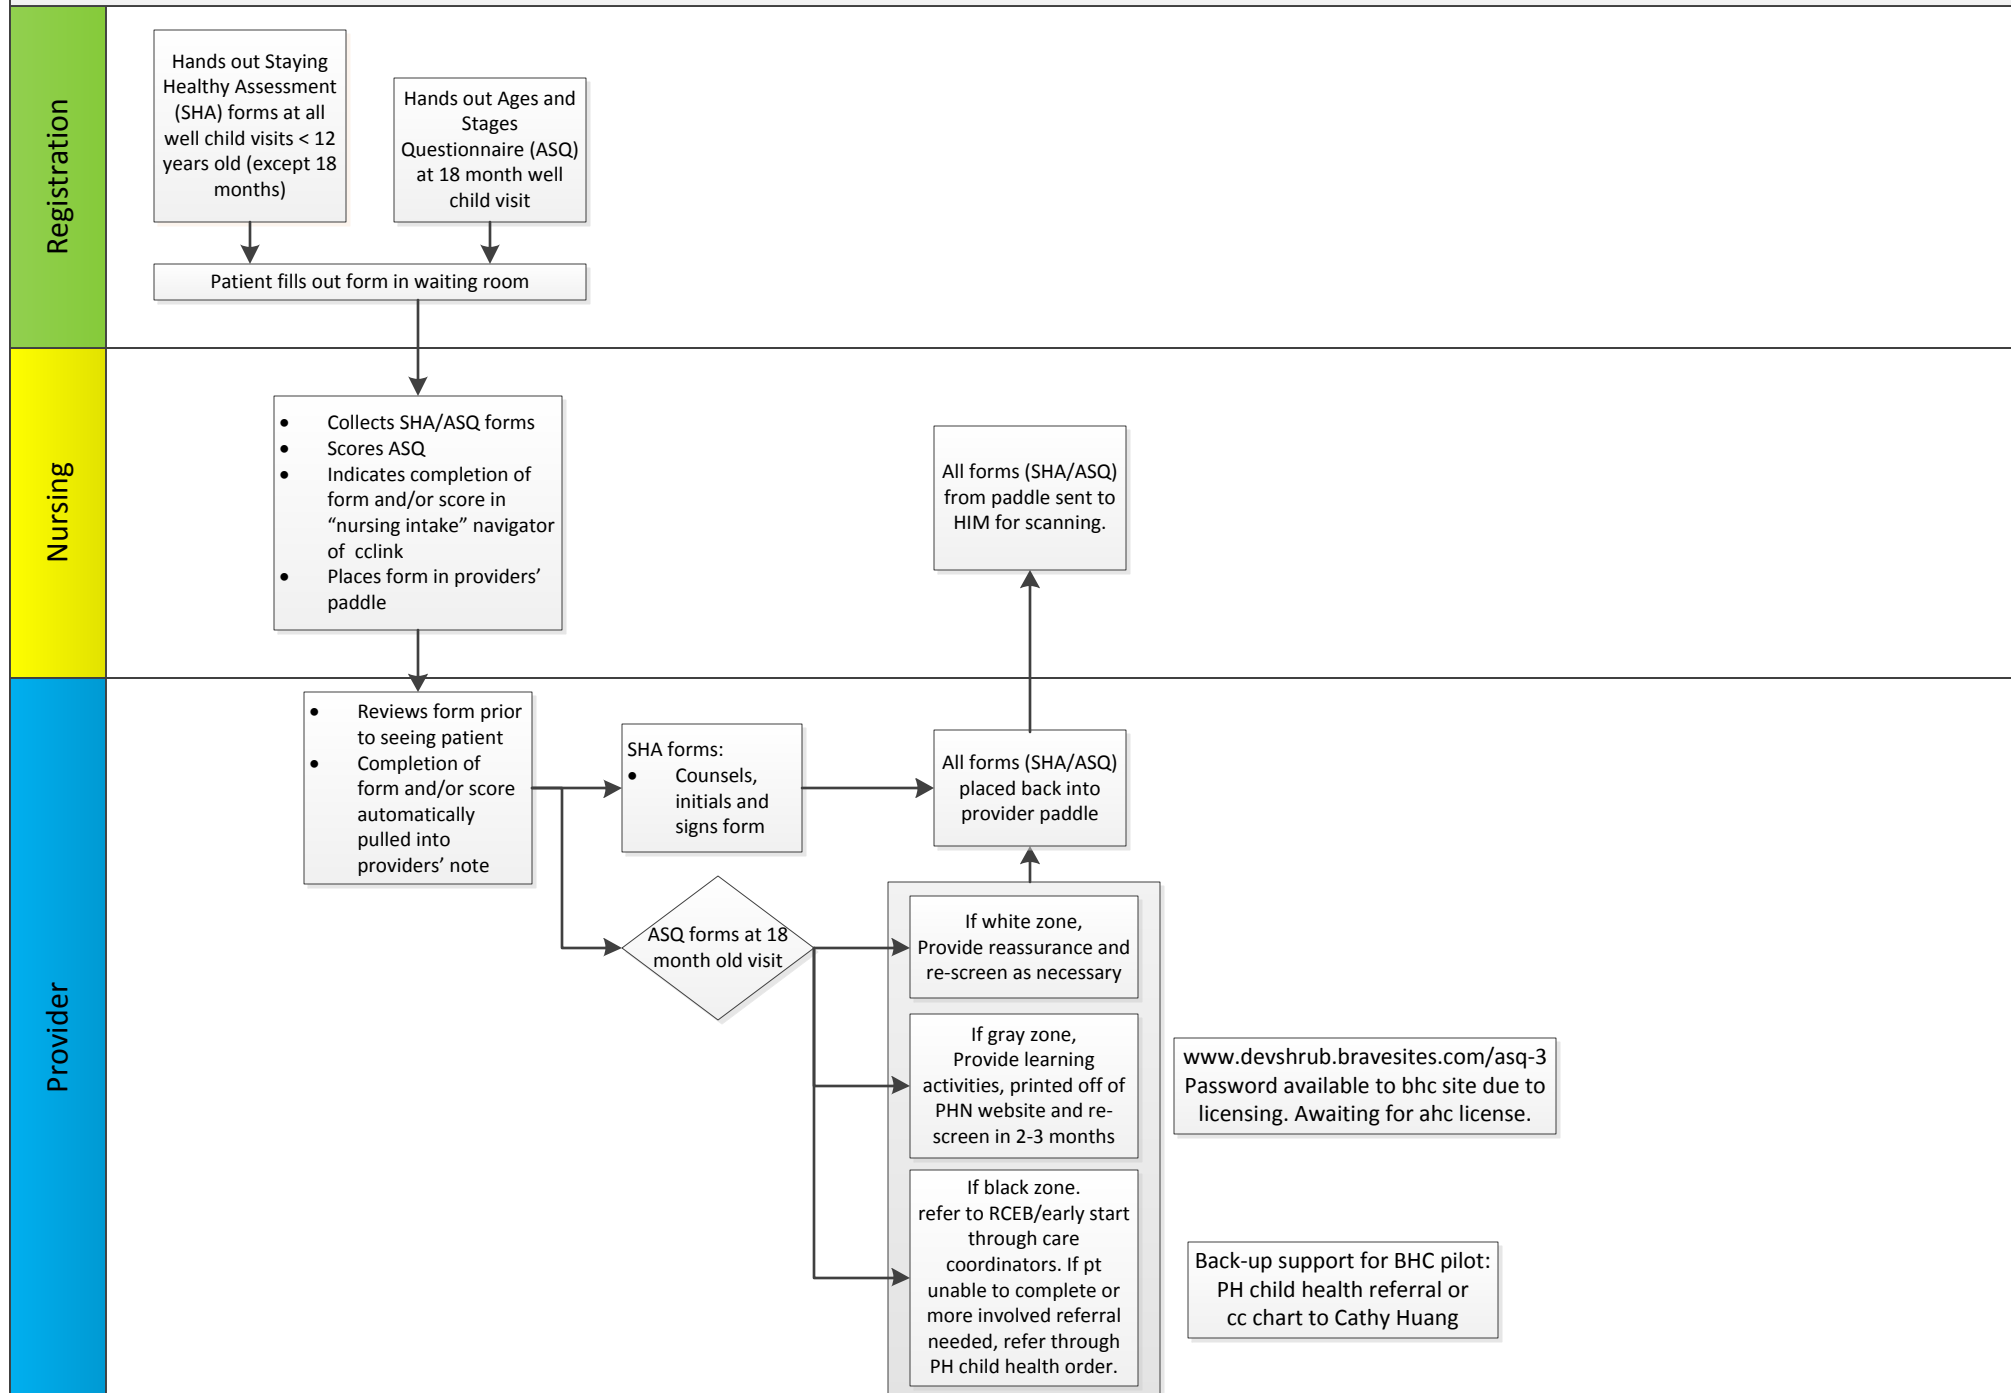 Registration
Hands out Staying
Healthy Assessment
(SHA) forms at all
well child visits < 12
years old (except 18
months)
Hands out Ages and
Stages
Questionnaire (ASQ)
at 18 month well
child visit
Patient fills out form in waiting room
Nursing
• Collects SHA/ASQ forms
• Scores ASQ
• Indicates completion of
form and/or score in
“nursing intake” navigator
of cclink
• Places form in providers’
paddle
All forms (SHA/ASQ)
from paddle sent to
HIM for scanning.
Provider
• Reviews form prior
to seeing patient
• Completion of
form and/or score
automatically
pulled into
providers’ note
SHA forms:
• Counsels,
initials and
signs form
All forms (SHA/ASQ)
placed back into
provider paddle
ASQ forms at 18
month old visit
If white zone,
Provide reassurance and
re-screen as necessary
If gray zone,
Provide learning
activities, printed off of
PHN website and re-
screen in 2-3 months
www.devshrub.bravesites.com/asq-3
Password available to bhc site due to
licensing. Awaiting for ahc license.
If black zone.
refer to RCEB/early start
through care
coordinators. If pt
unable to complete or
more involved referral
needed, refer through
PH child health order.
Back-up support for BHC pilot:
PH child health referral or
cc chart to Cathy Huang